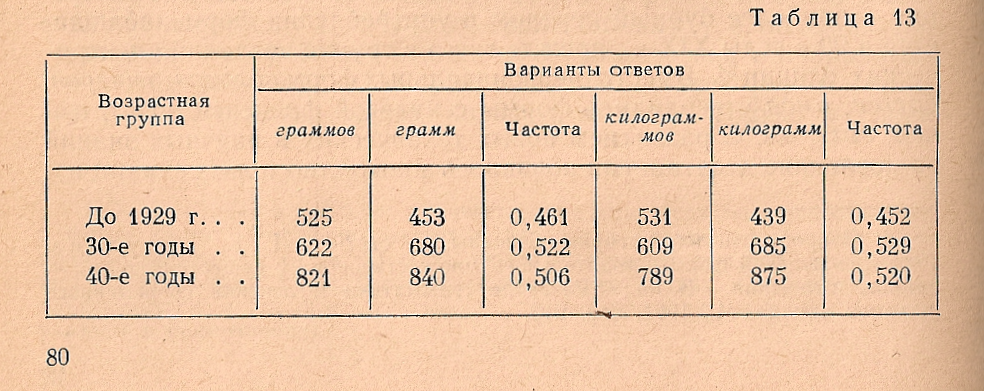 Таблица 13
Варианты ответов
Возрастная группа
граммов грамм Частота килограм-мов килограмм Частота
До 1929 г. . . 525 453 0,461 531 439 0,452
30-е годы . . 622 680 0,522 609 685 0,529
40-е годы . . 821 840 0,506 789 875 0,520
80